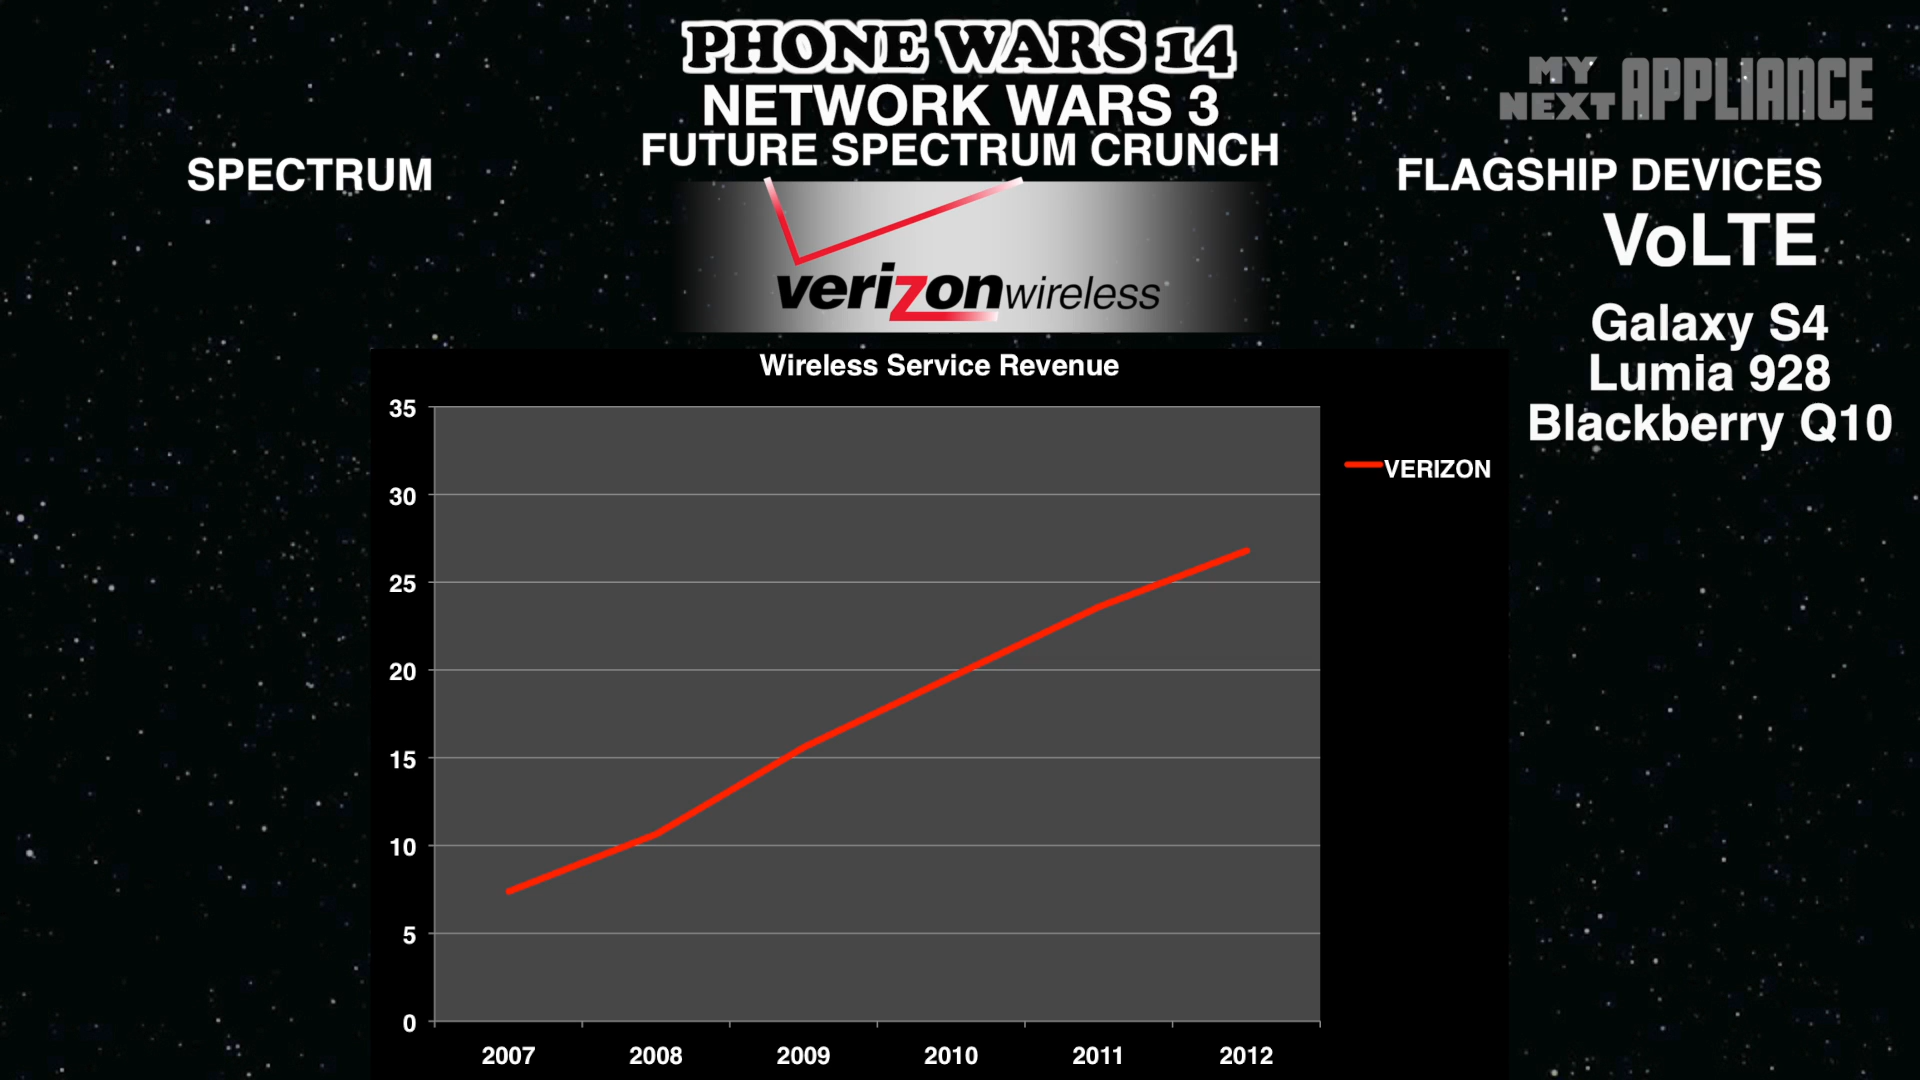 PHONE WARS 14
NETWORK WARS 3
FUTURE SPECTRUM CRUNCH
MY NEXT APPLIANCE
SPECTRUM
FLAGSHIP DEVICES
VoLTE
Galaxy S4
Lumia 928
Blackberry Q10
verizonwireless
Wireless Service Revenue
35
30
25
20
15
10
5
0
VERIZON
2007 2008 2009 2010 2011 2012